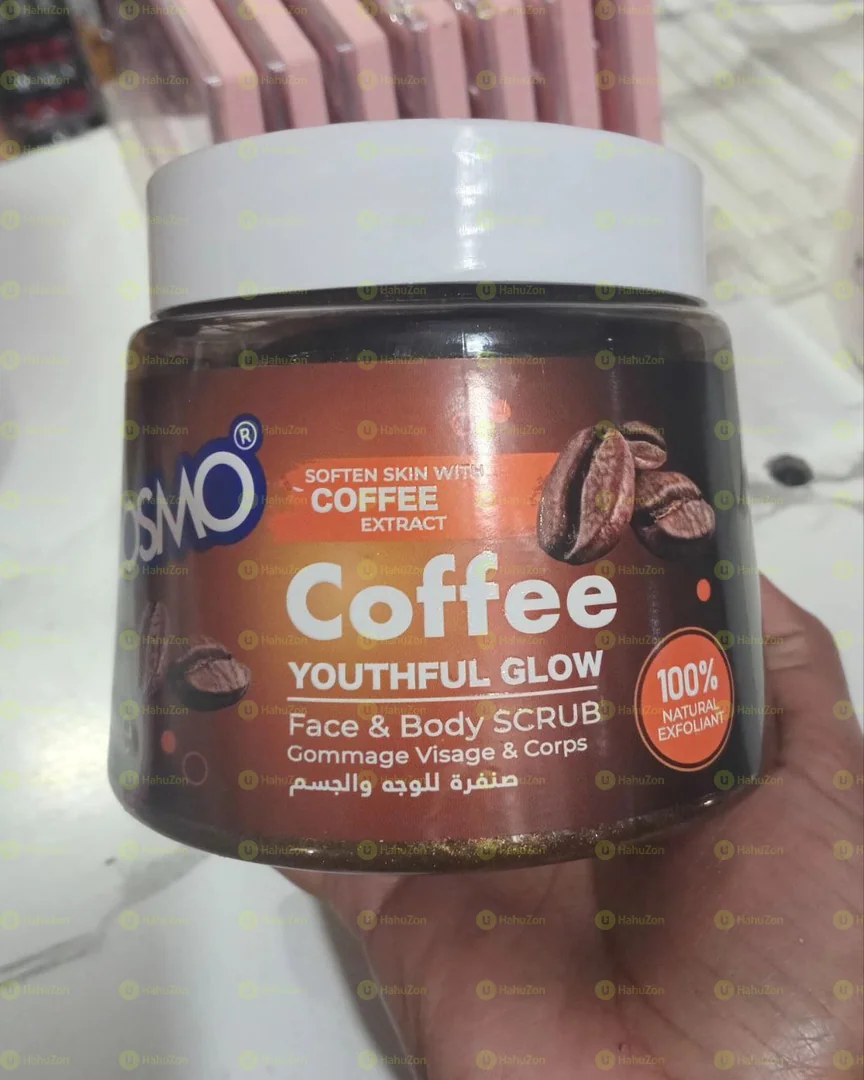 OSMO®
SOFTEN SKIN WITH
COFFEE
EXTRACT
Coffee
YOUTHFUL GLOW
Face & Body SCRUB
Gommage Visage & Corps
صنفرة للوجه والجسم
100%
NATURAL
EXFOLIANT
HahuZon